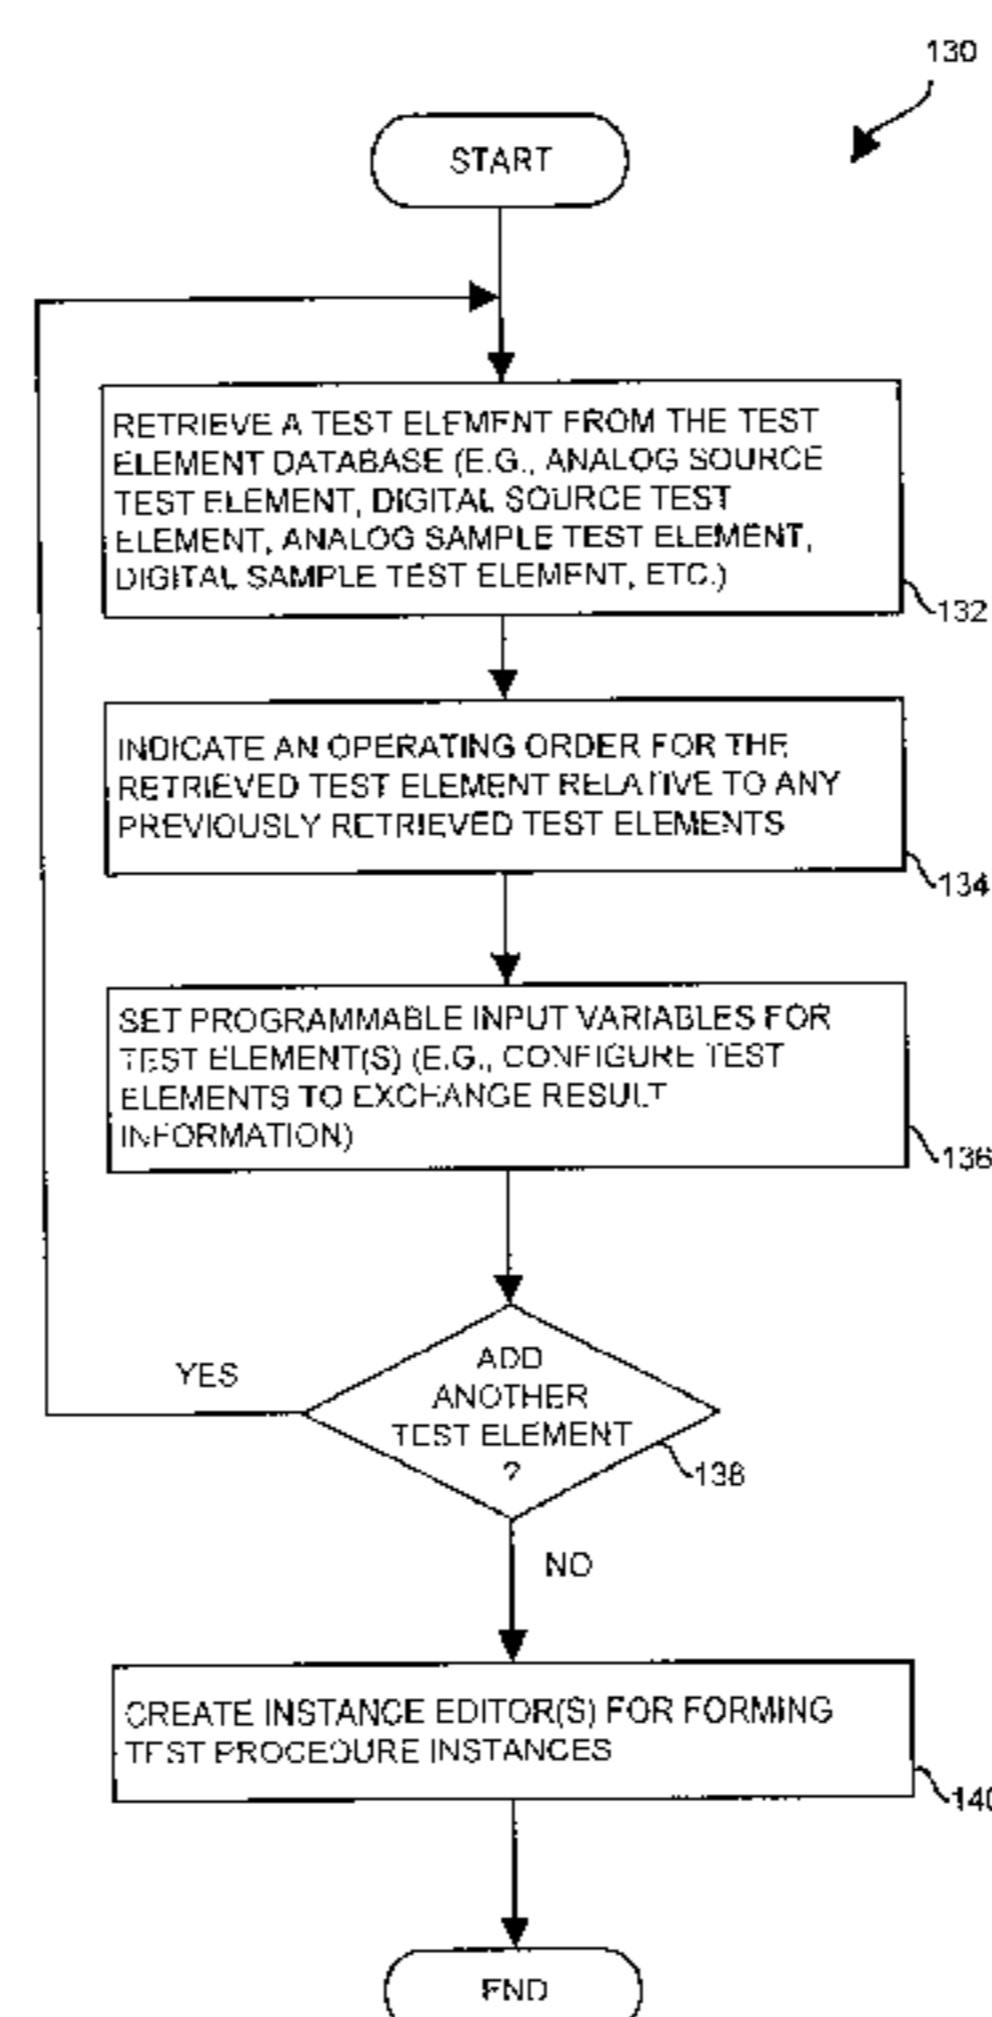 130
START
RETRIEVE A TEST ELEMENT FROM THE TEST
ELEMENT DATABASE (E.G., ANALOG SOURCE
TEST ELEMENT, DIGITAL SOURCE TEST
ELEMENT, ANALOG SAMPLE TEST ELEMENT,
DIGITAL SAMPLE TEST ELEMENT, ETC.)
132
INDICATE AN OPERATING ORDER FOR THE
RETRIEVED TEST ELEMENT RELATIVE TO ANY
PREVIOUSLY RETRIEVED TEST ELEMENTS
134
SET PROGRAMMABLE INPUT VARIABLES FOR
TEST ELEMENT(S) (E.G., CONFIGURE TEST
ELEMENTS TO EXCHANGE RESULT
INFORMATION)
136
YES
ADD
ANOTHER
TEST ELEMENT
?
138
NO
CREATE INSTANCE EDITOR(S) FOR FORMING
TEST PROCEDURE INSTANCES
140
END